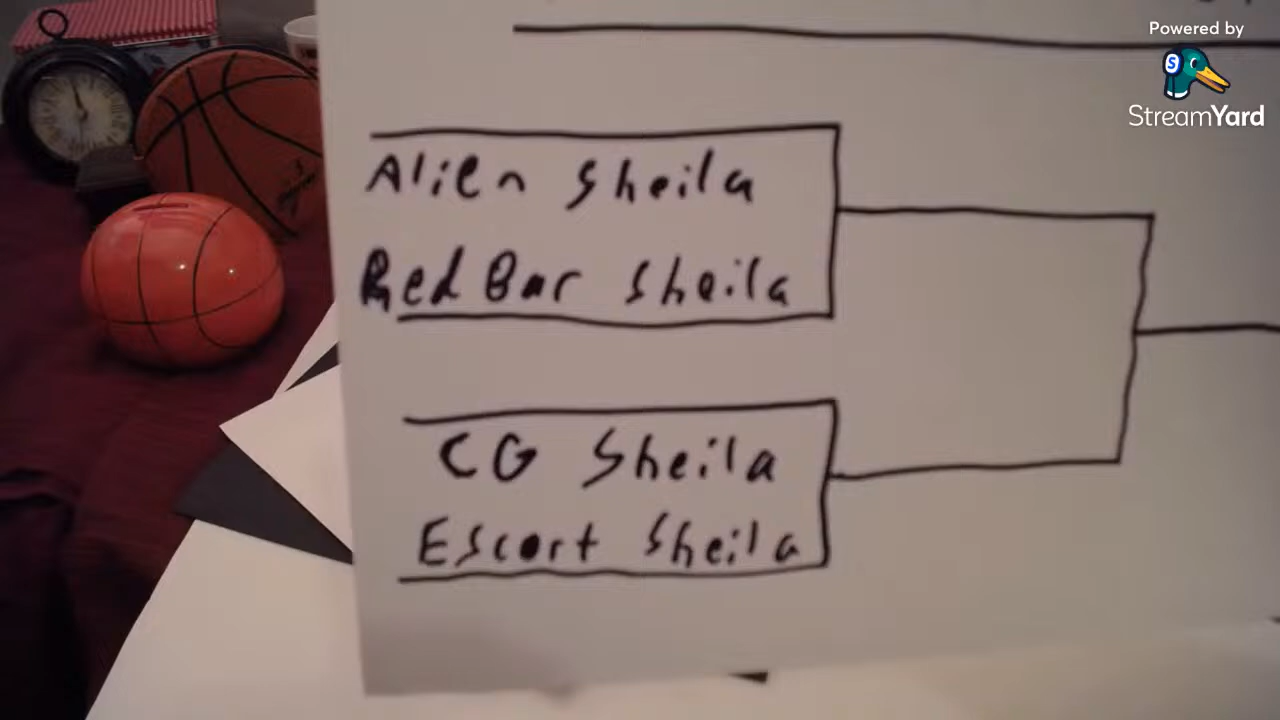 Powered by
StreamYard
Alien Sheila
Red Bar Sheila
CG Sheila
Escort Sheila